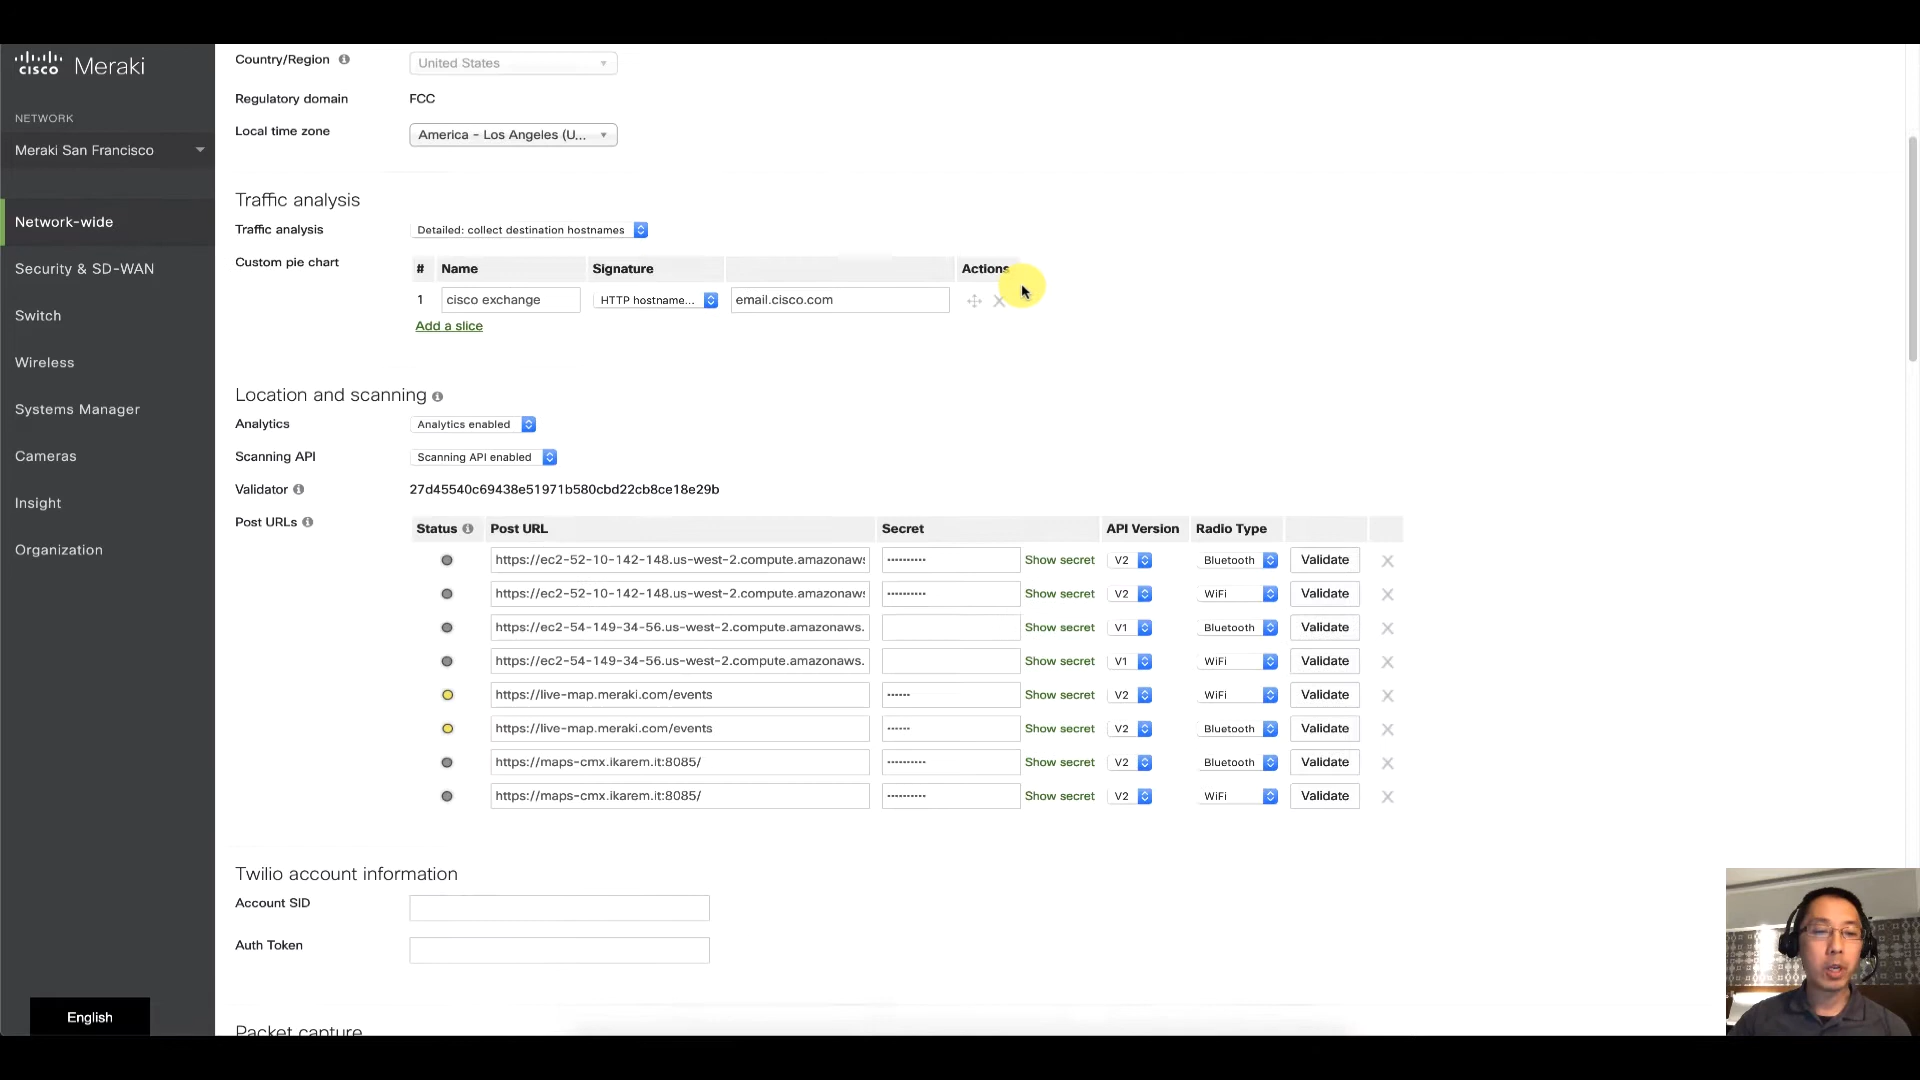 cisco Meraki
NETWORK
Meraki San Francisco
Network-wide
Security & SD-WAN
Switch
Wireless
Systems Manager
Cameras
Insight
Organization
English
Country/Region
United States
Regulatory domain
FCC
Local time zone
America - Los Angeles (U...
Traffic analysis
Traffic analysis
Detailed: collect destination hostnames
Custom pie chart
# Name Signature Actions
1 cisco exchange HTTP hostname... email.cisco.com
Add a slice
Location and scanning
Analytics
Analytics enabled
Scanning API
Scanning API enabled
Validator
27d45540c69438e51971b580cbd22cb8ce18e29b
Post URLs
Status Post URL Secret API Version Radio Type
https://ec2-52-10-142-148.us-west-2.compute.amazonaws Show secret V2 Bluetooth Validate
https://ec2-52-10-142-148.us-west-2.compute.amazonaws Show secret V2 WiFi Validate
https://ec2-54-149-34-56.us-west-2.compute.amazonaws. Show secret V1 Bluetooth Validate
https://ec2-54-149-34-56.us-west-2.compute.amazonaws. Show secret V1 WiFi Validate
https://live-map.meraki.com/events Show secret V2 WiFi Validate
https://live-map.meraki.com/events Show secret V2 Bluetooth Validate
https://maps-cmx.ikarem.it:8085/ Show secret V2 Bluetooth Validate
https://maps-cmx.ikarem.it:8085/ Show secret V2 WiFi Validate
Twilio account information
Account SID
Auth Token
Packet capture